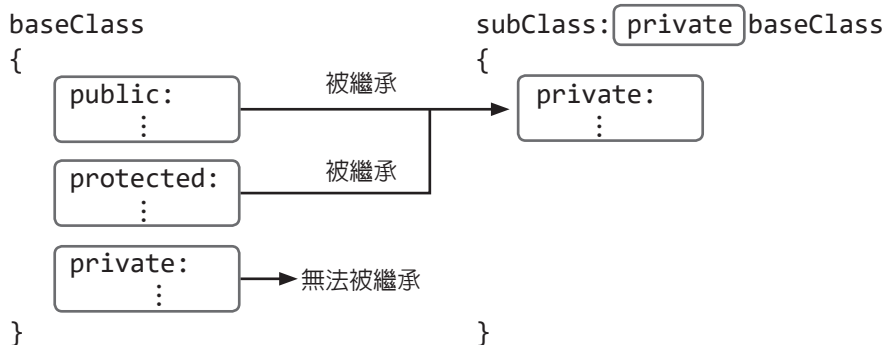 baseClass
{
public:
⋮
protected:
⋮
private:
⋮
}
被繼承
被繼承
無法被繼承
subClass: private baseClass
{
private:
⋮
}